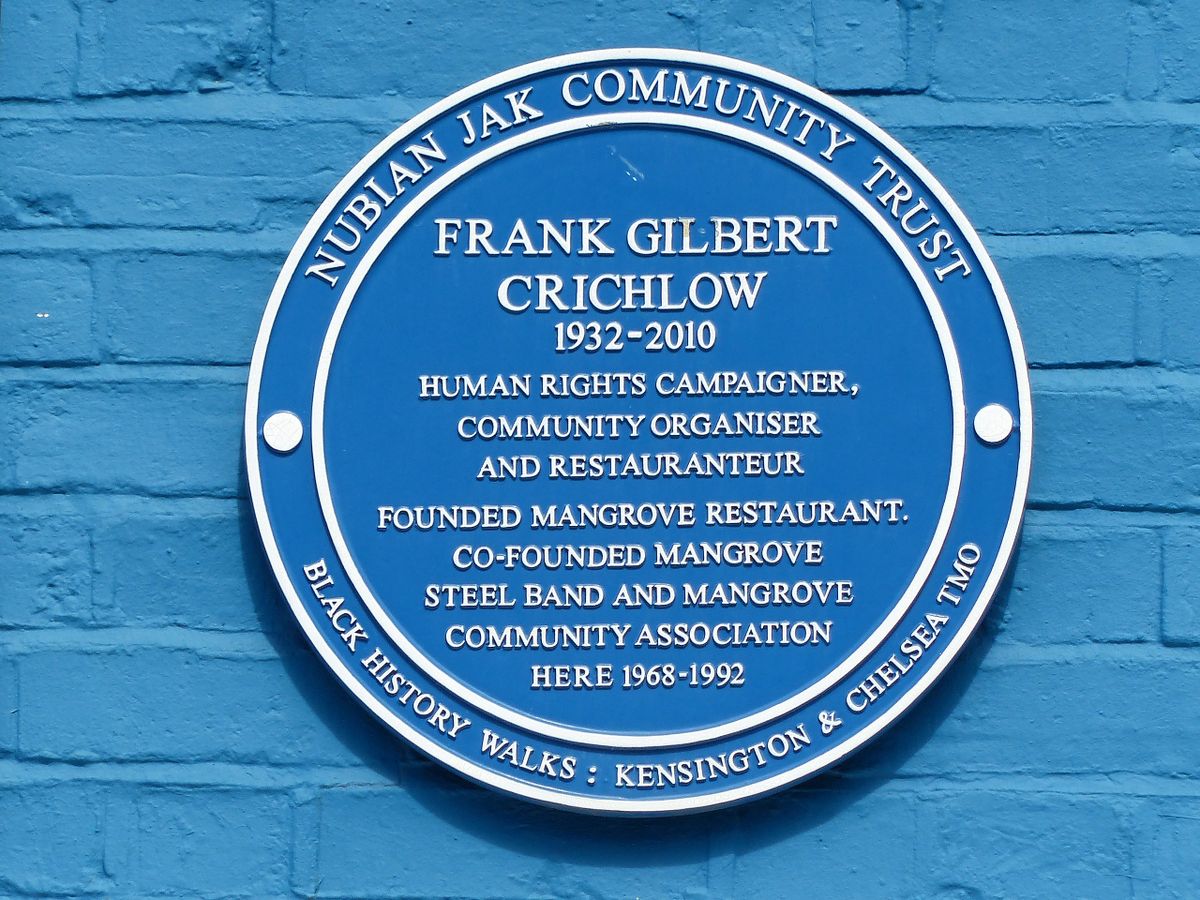 NUBIAN JAK COMMUNITY TRUST
FRANK GILBERT
CRICHLOW
1932-2010
HUMAN RIGHTS CAMPAIGNER,
COMMUNITY ORGANISER
AND RESTAURANTEUR
FOUNDED MANGROVE RESTAURANT.
CO-FOUNDED MANGROVE
STEEL BAND AND MANGROVE
COMMUNITY ASSOCIATION
HERE 1968-1992
BLACK HISTORY WALKS : KENSINGTON & CHELSEA TMO